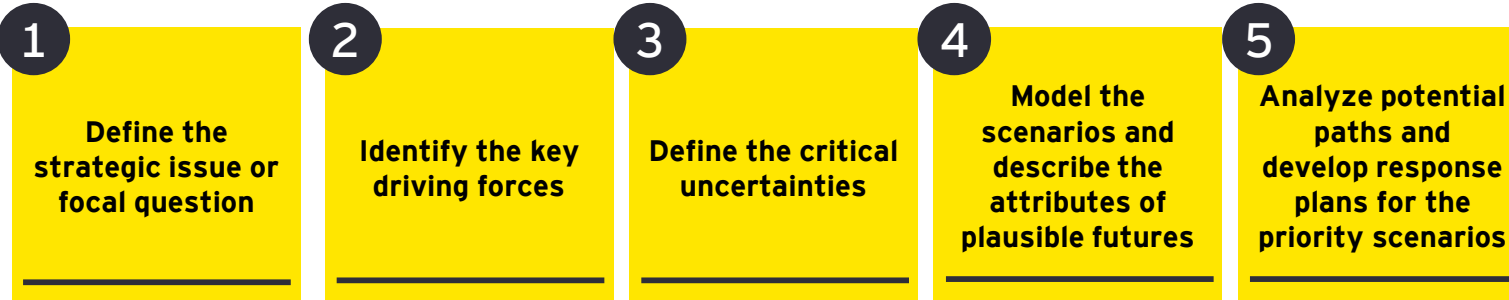 1
Define the
strategic issue or
focal question
2
Identify the key
driving forces
3
Define the critical
uncertainties
4
Model the
scenarios and
describe the
attributes of
plausible futures
5
Analyze potential
paths and
develop response
plans for the
priority scenarios